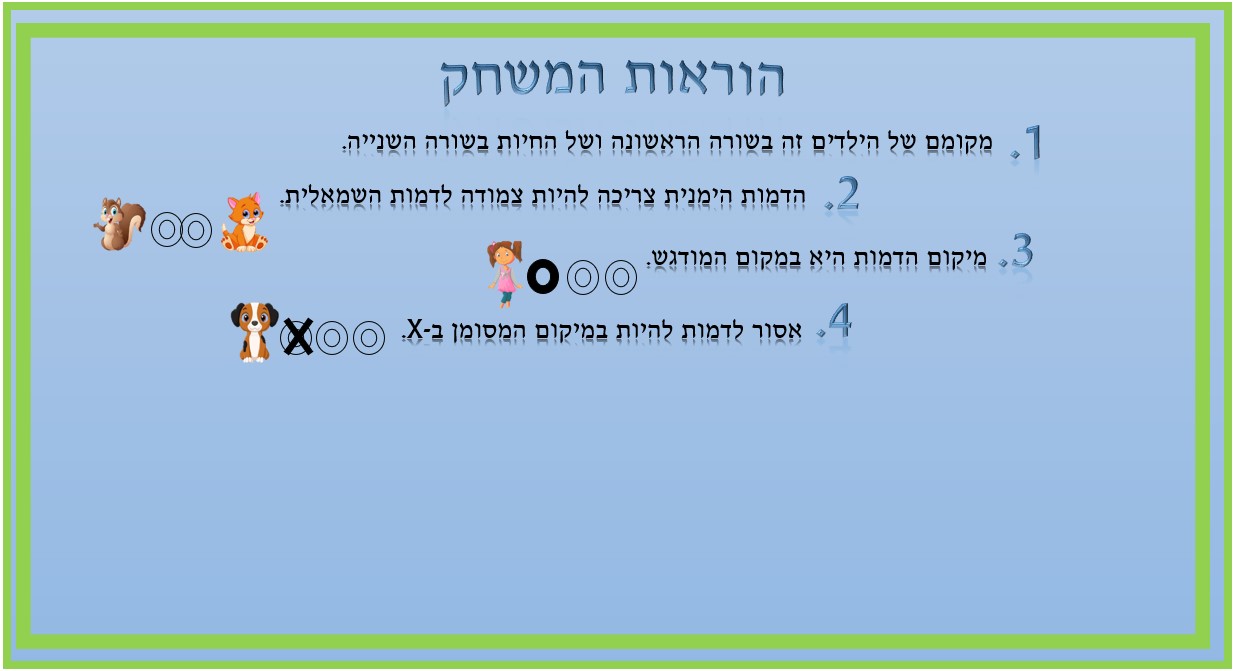 הוראות המשחק
1. מקומם של הילדים זה בשורה הראשונה ושל החיות בשורה השנייה.
2. הדמות הימנית צריכה להיות צמודה לדמות השמאלית.
3. מיקום הדמות היא במקום המודגש.
4. אסור לדמות להיות במיקום המסומן ב-X.